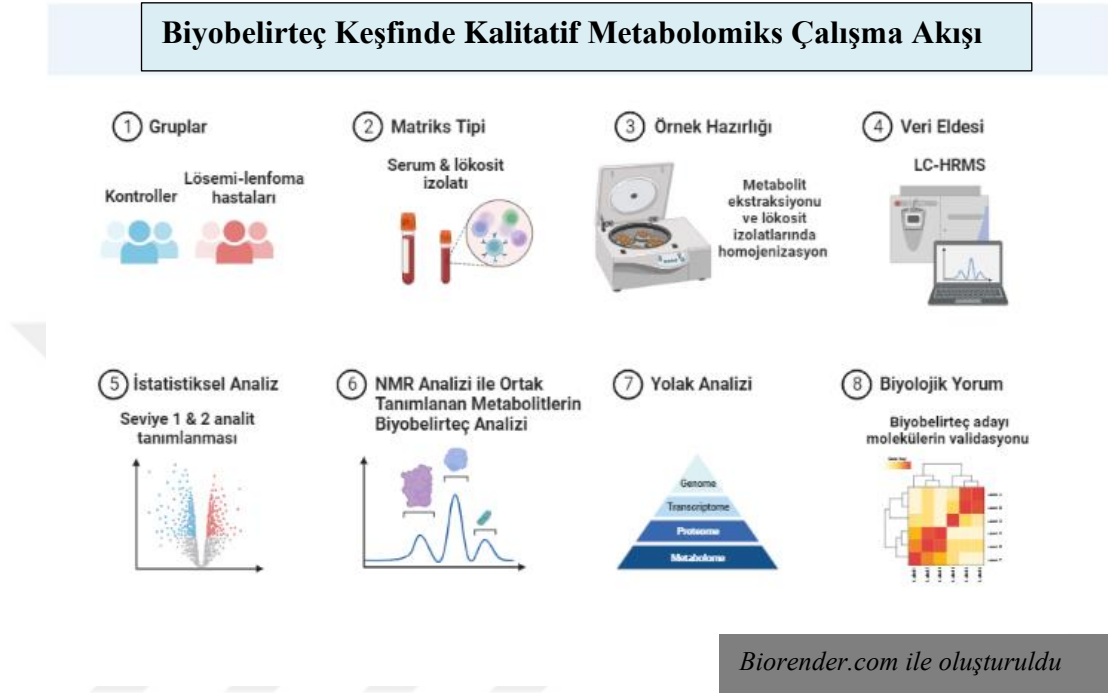 Biyobelirteç Keşfinde Kalitatif Metabolomiks Çalışma Akışı
1 Gruplar
Kontroller
Lösemi-lenfoma
hastaları
2 Matriks Tipi
Serum & lökosit
izolatı
3 Örnek Hazırlığı
Metabolit
ekstraksiyonu
ve lökosit
izolatlarında
homojenizasyon
4 Veri Eldesi
LC-HRMS
5 İstatistiksel Analiz
Seviye 1 & 2 analit
tanımlanması
6 NMR Analizi ile Ortak
Tanımlanan Metabolitlerin
Biyobelirteç Analizi
7 Yolak Analizi
Genome
Transcriptome
Proteome
Metabolome
8 Biyolojik Yorum
Biyobelirteç adayı
molekülerin validasyonu
Biorender.com ile oluşturuldu